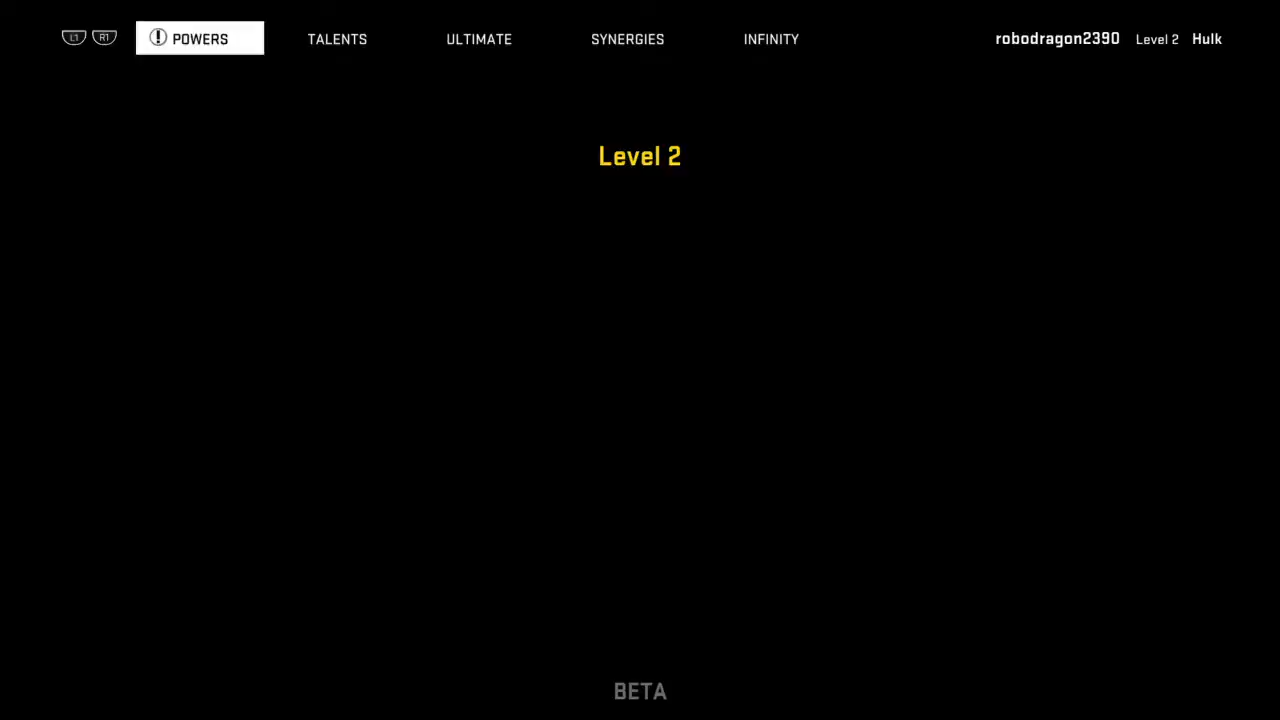 L1 R1 ! POWERS TALENTS ULTIMATE SYNERGIES INFINITY robodragon2390 Level 2 Hulk
Level 2
BETA